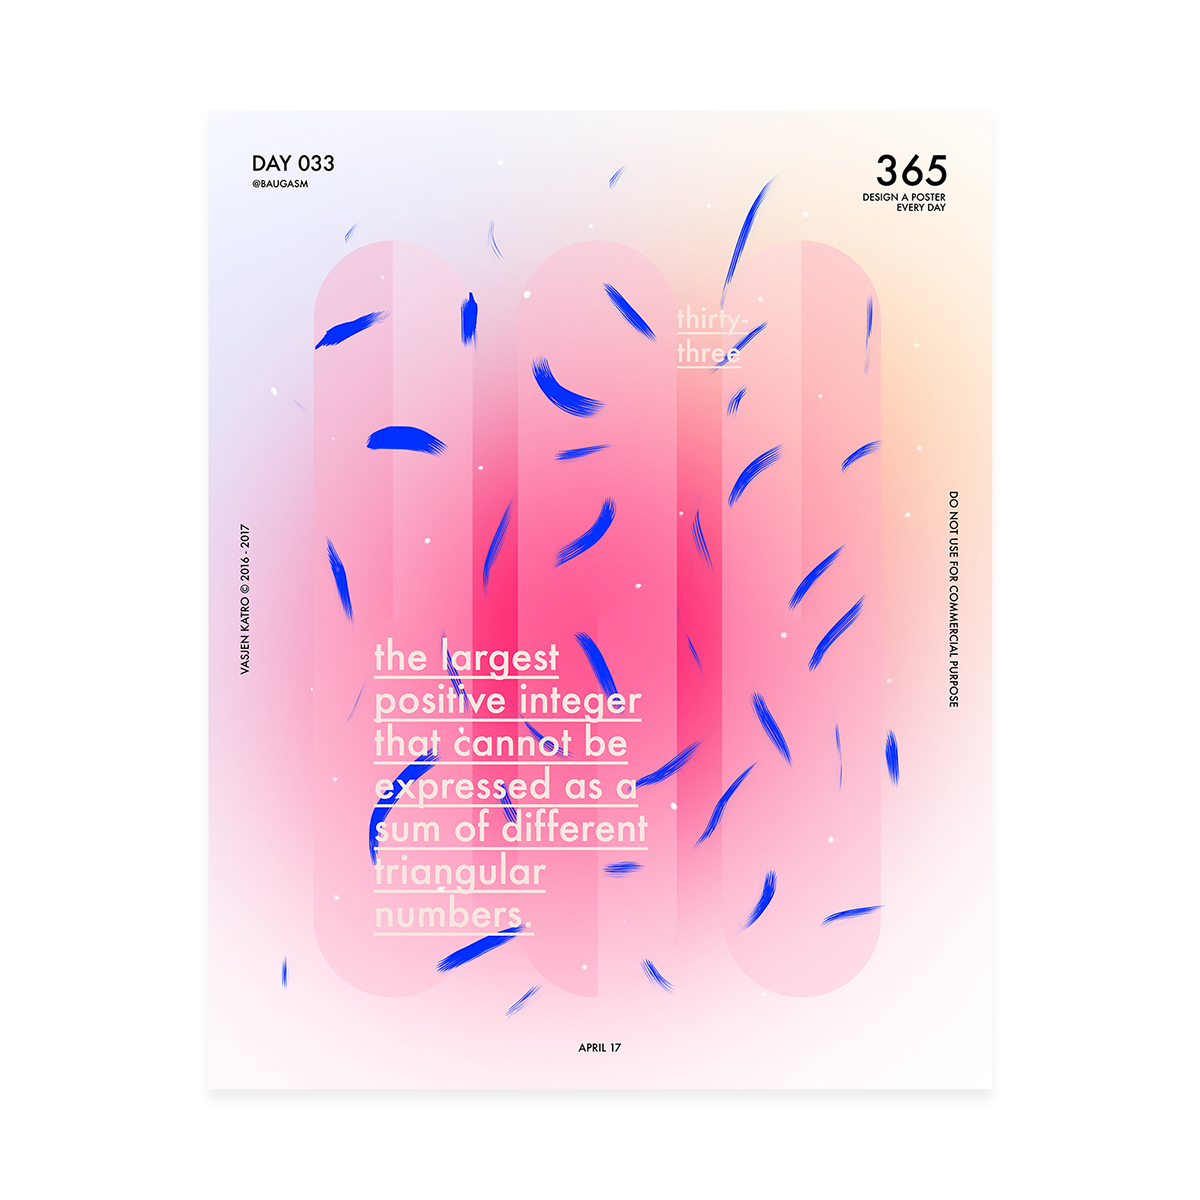 DAY 033
@BAUGASM
365
DESIGN A POSTER
EVERY DAY
thirty-
three
VASJEN KATRO © 2016 - 2017
DO NOT USE FOR COMMERCIAL PURPOSE
the largest
positive integer
that cannot be
expressed as a
sum of different
triangular
numbers.
APRIL 17